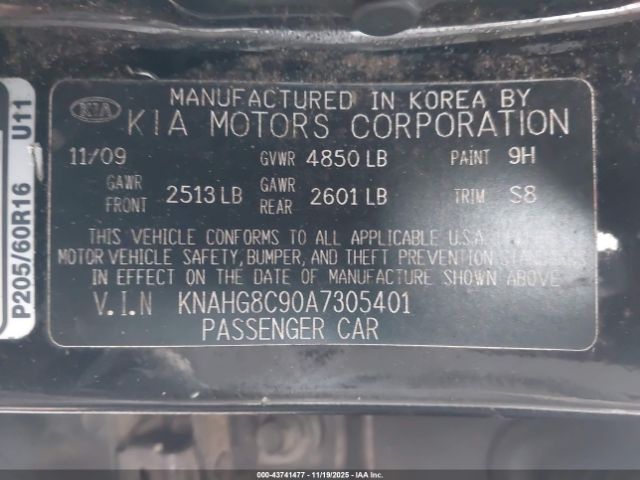 MANUFACTURED IN KOREA BY
KIA KIA MOTORS CORPORATION
11/09 GVWR 4850 LB PAINT 9H
GAWR FRONT 2513 LB GAWR REAR 2601 LB TRIM S8
THIS VEHICLE CONFORMS TO ALL APPLICABLE U.S.A.
MOTOR VEHICLE SAFETY, BUMPER, AND THEFT PREVENTION STANDARDS
IN EFFECT ON THE DATE OF MANUFACTURE SHOWN ABOVE
V.I.N KNAHG8C90A7305401
PASSENGER CAR
P205/60R16 U11
000-43741477 - 11/19/2025 - IAAI.COM